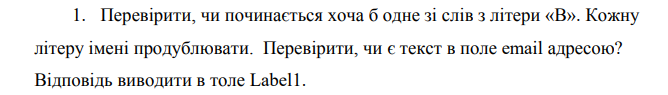 1. Перевірити, чи починається хоча б одне зі слів з літери «В». Кожну
літеру імені продублювати. Перевірити, чи є текст в поле email адресою?
Відповідь виводити в толе Label1.